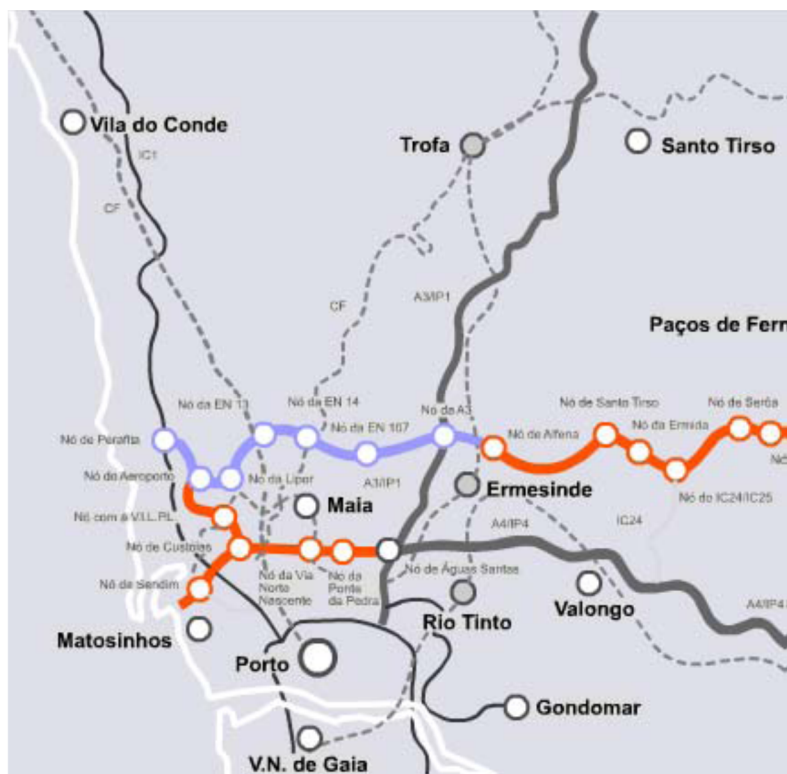 Vila do Conde
IC1
Trofa
Santo Tirso
CF
A3/IP1
CF
Paços de Ferr
Nó da EN 13
Nó da EN 14
Nó de Santo Tirso
Nó de Serôa
Nó de Perafita
Nó da EN 107
Nó da A3
Nó de Alfena
Nó da Ermida
Nó
Nó do Aeroporto
Nó da Lipor
A3/IP1
Ermesinde
Nó do IC24/IC25
Maia
Nó com a V.I.L.P.L.
A4/IP4
IC24
Nó de Custóias
Nó da Via
Norte
Nascente
Nó da
Ponte
da Pedra
Nó de Águas Santas
Nó de Sendim
Valongo
A4/IP4
Rio Tinto
Matosinhos
Porto
Gondomar
V.N. de Gaia